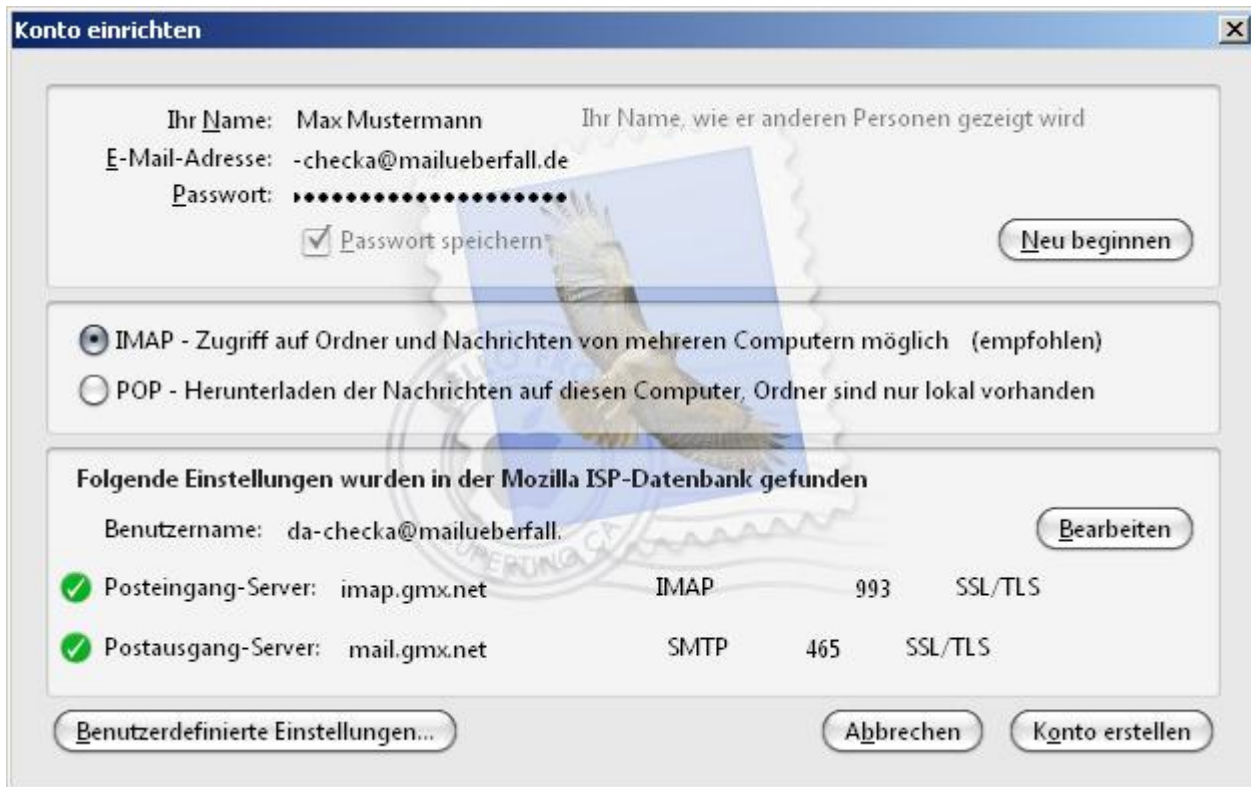 Konto einrichten
Ihr Name: Max Mustermann Ihr Name, wie er anderen Personen gezeigt wird
E-Mail-Adresse: -checka@mailueberfall.de
Passwort: ••••••••••••••••••••
Passwort speichern
Neu beginnen
IMAP - Zugriff auf Ordner und Nachrichten von mehreren Computern möglich (empfohlen)
POP - Herunterladen der Nachrichten auf diesen Computer, Ordner sind nur lokal vorhanden
Folgende Einstellungen wurden in der Mozilla ISP-Datenbank gefunden
Benutzername: da-checka@mailueberfall.
Bearbeiten
Posteingang-Server: imap.gmx.net IMAP 993 SSL/TLS
Postausgang-Server: mail.gmx.net SMTP 465 SSL/TLS
Benutzerdefinierte Einstellungen... Abbrechen Konto erstellen